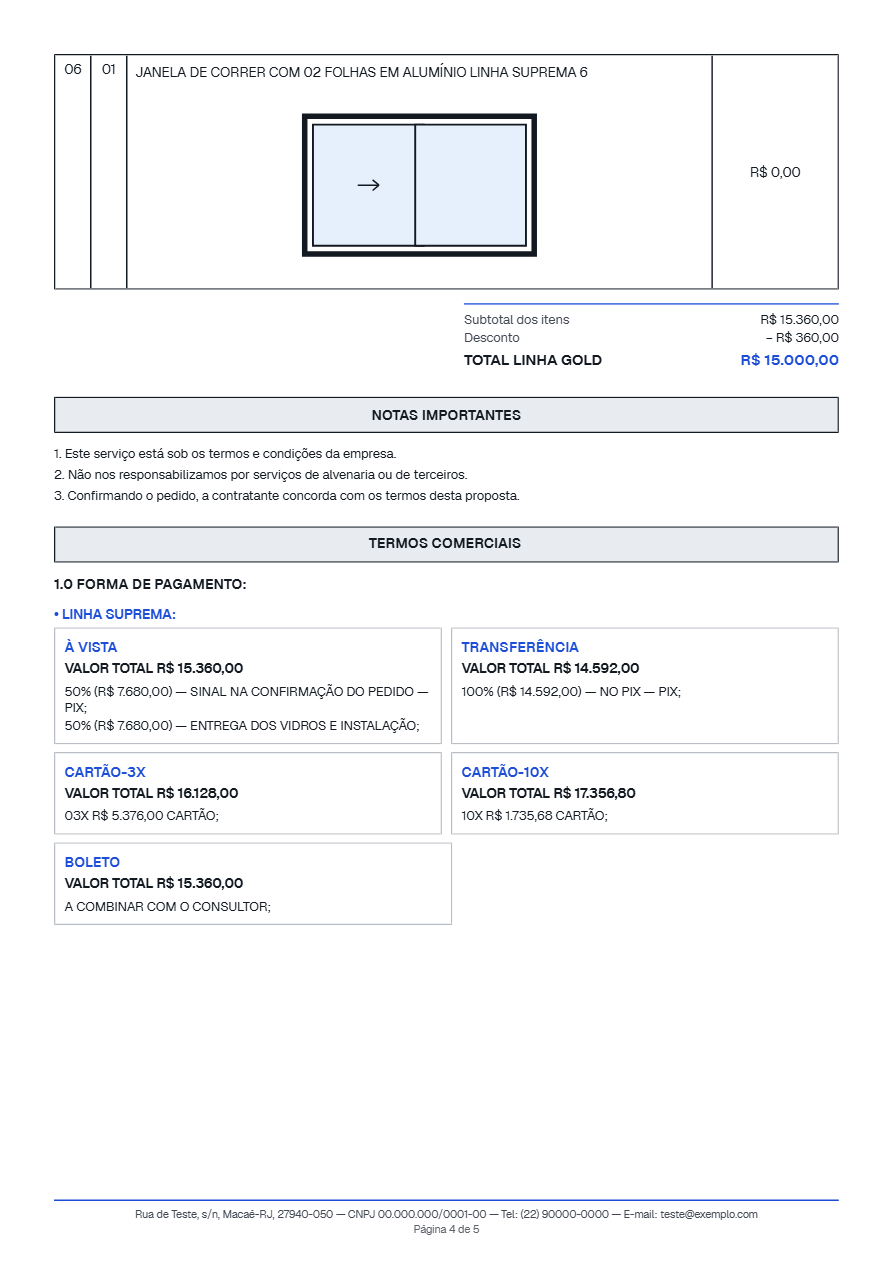 06 01 JANELA DE CORRER COM 02 FOLHAS EM ALUMÍNIO LINHA SUPREMA 6
R$ 0,00
Subtotal dos itens R$ 15.360,00
Desconto – R$ 360,00
TOTAL LINHA GOLD R$ 15.000,00
NOTAS IMPORTANTES
1. Este serviço está sob os termos e condições da empresa.
2. Não nos responsabilizamos por serviços de alvenaria ou de terceiros.
3. Confirmando o pedido, a contratante concorda com os termos desta proposta.
TERMOS COMERCIAIS
1.0 FORMA DE PAGAMENTO:
• LINHA SUPREMA:
À VISTA
VALOR TOTAL R$ 15.360,00
50% (R$ 7.680,00) — SINAL NA CONFIRMAÇÃO DO PEDIDO —
PIX;
50% (R$ 7.680,00) — ENTREGA DOS VIDROS E INSTALAÇÃO;
TRANSFERÊNCIA
VALOR TOTAL R$ 14.592,00
100% (R$ 14.592,00) — NO PIX — PIX;
CARTÃO-3X
VALOR TOTAL R$ 16.128,00
03X R$ 5.376,00 CARTÃO;
CARTÃO-10X
VALOR TOTAL R$ 17.356,80
10X R$ 1.735,68 CARTÃO;
BOLETO
VALOR TOTAL R$ 15.360,00
A COMBINAR COM O CONSULTOR;
Rua de Teste, s/n, Macaé-RJ, 27940-050 — CNPJ 00.000.000/0001-00 — Tel: (22) 90000-0000 — E-mail: teste@exemplo.com
Página 4 de 5